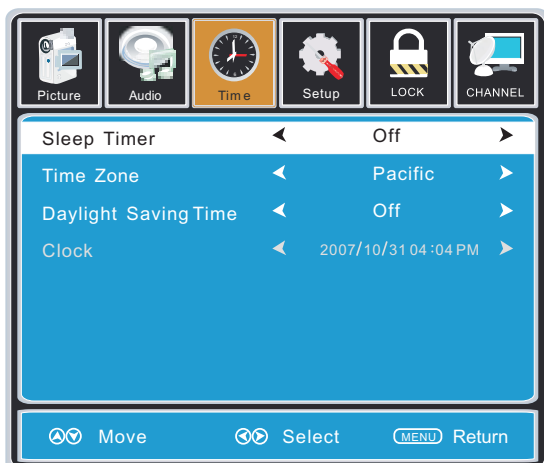 Picture Audio Time Setup LOCK CHANNEL
Sleep Timer Off
Time Zone Pacific
Daylight Saving Time Off
Clock 2007/10/31 04:04 PM
Move Select MENU Return